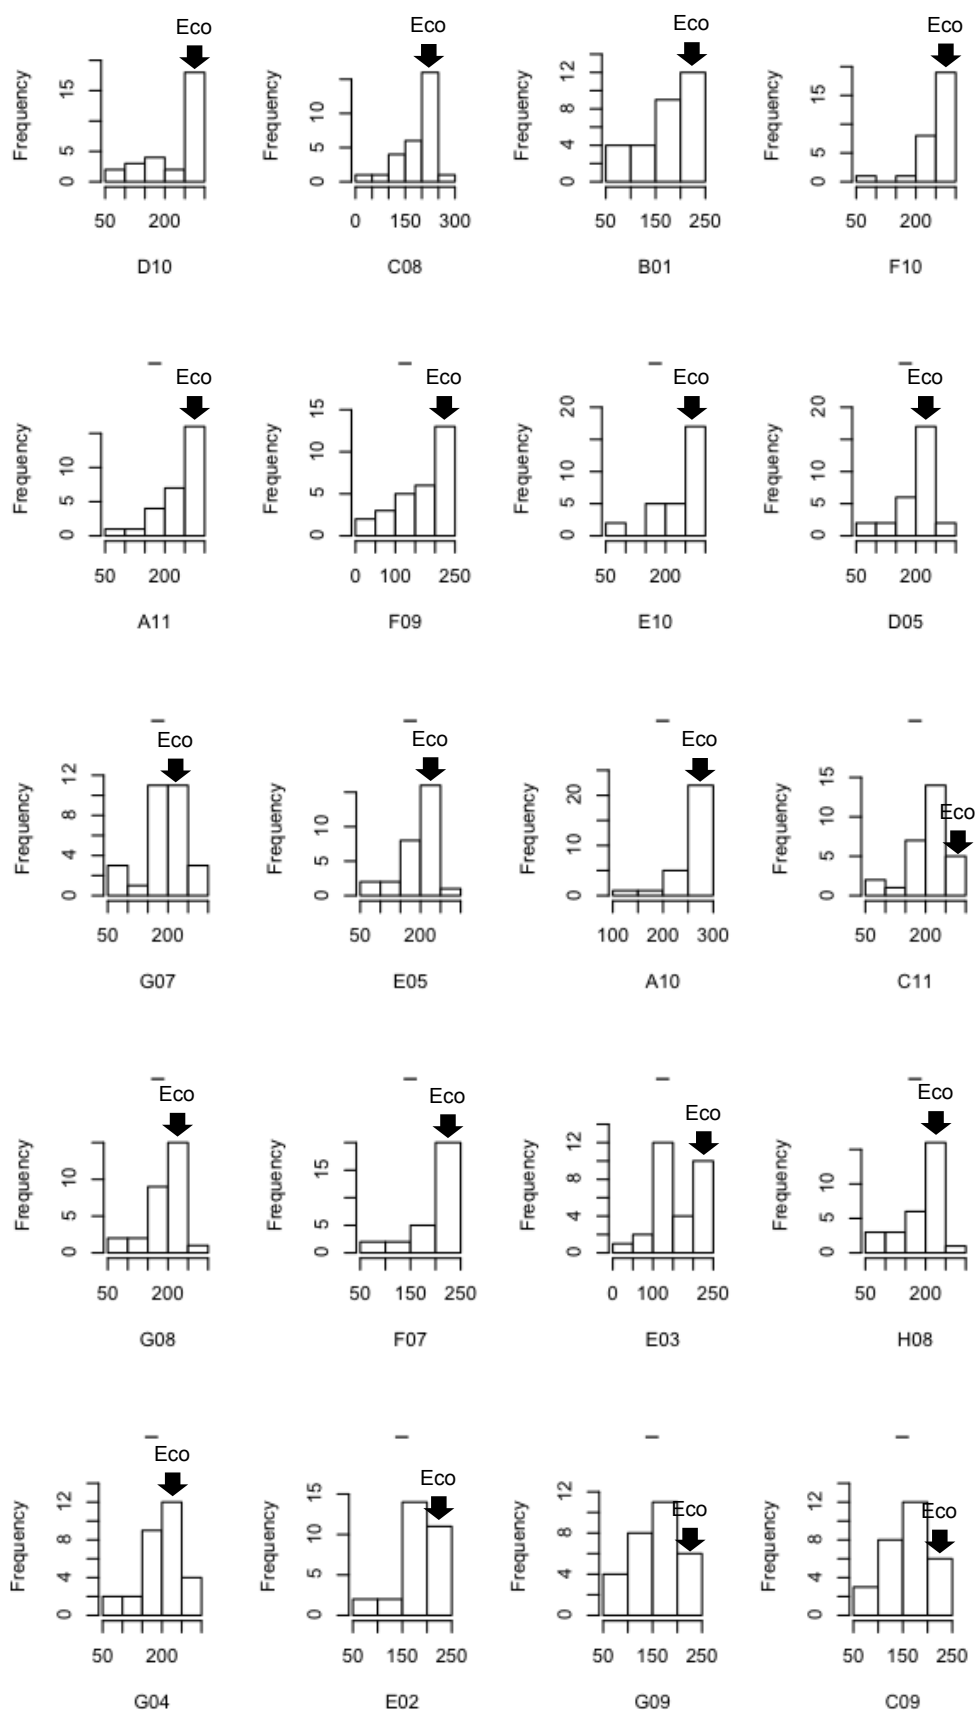 Eco
Frequency
0 5 15
50 200
D10
Eco
Frequency
0 5 10
0 150 300
C08
Eco
Frequency
0 4 8 12
50 150 250
B01
Eco
Frequency
0 5 15
50 200
F10
Eco
Frequency
0 5 10
50 200
A11
Eco
Frequency
0 5 10 15
0 100 250
F09
Eco
Frequency
0 5 10 20
50 200
E10
Eco
Frequency
0 5 10 20
50 200
D05
Eco
Frequency
0 4 8 12
50 200
G07
Eco
Frequency
0 5 10
50 200
E05
Eco
Frequency
0 10 20
100 200 300
A10
Eco
Frequency
0 5 10 15
50 200
C11
Eco
Frequency
0 5 10
50 200
G08
Eco
Frequency
0 5 15
50 150 250
F07
Eco
Frequency
0 4 8 12
0 100 250
E03
Eco
Frequency
0 5 10
50 200
H08
Eco
Frequency
0 4 8 12
50 200
G04
Eco
Frequency
0 5 10 15
50 150 250
E02
Eco
Frequency
0 4 8 12
50 150 250
G09
Eco
Frequency
0 4 8 12
50 150 250
C09